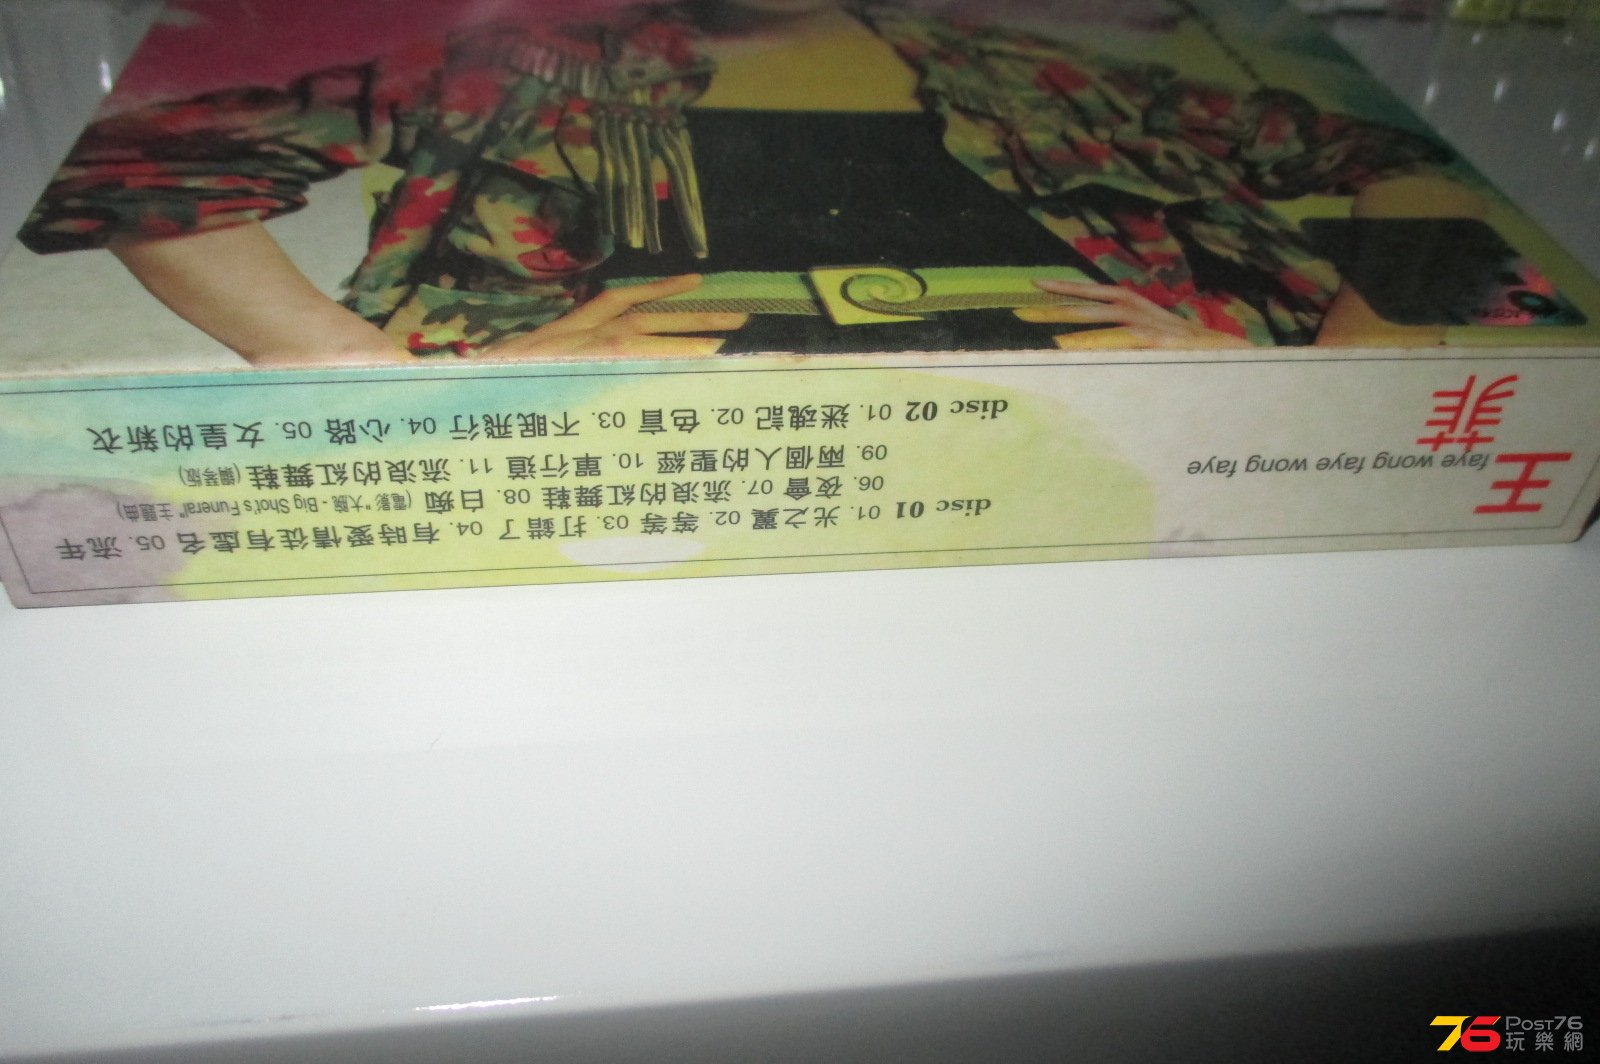 王菲
faye wong faye wong faye
disc 01 01. 光之翼 02. 等等 03. 打錯了 04. 有時愛情徒有虛名 05. 流年
06. 夜會 07. 流浪的紅舞鞋 08. 白痴 (電影"大腕 - Big Shot's Funeral"主題曲)
09. 兩個人的聖經 10. 單行道 11. 流浪的紅舞鞋 (鋼琴版)
disc 02 01. 迷魂記 02. 色盲 03. 不眠飛行 04. 心路 05. 女皇的新衣
76 POST76
玩樂網